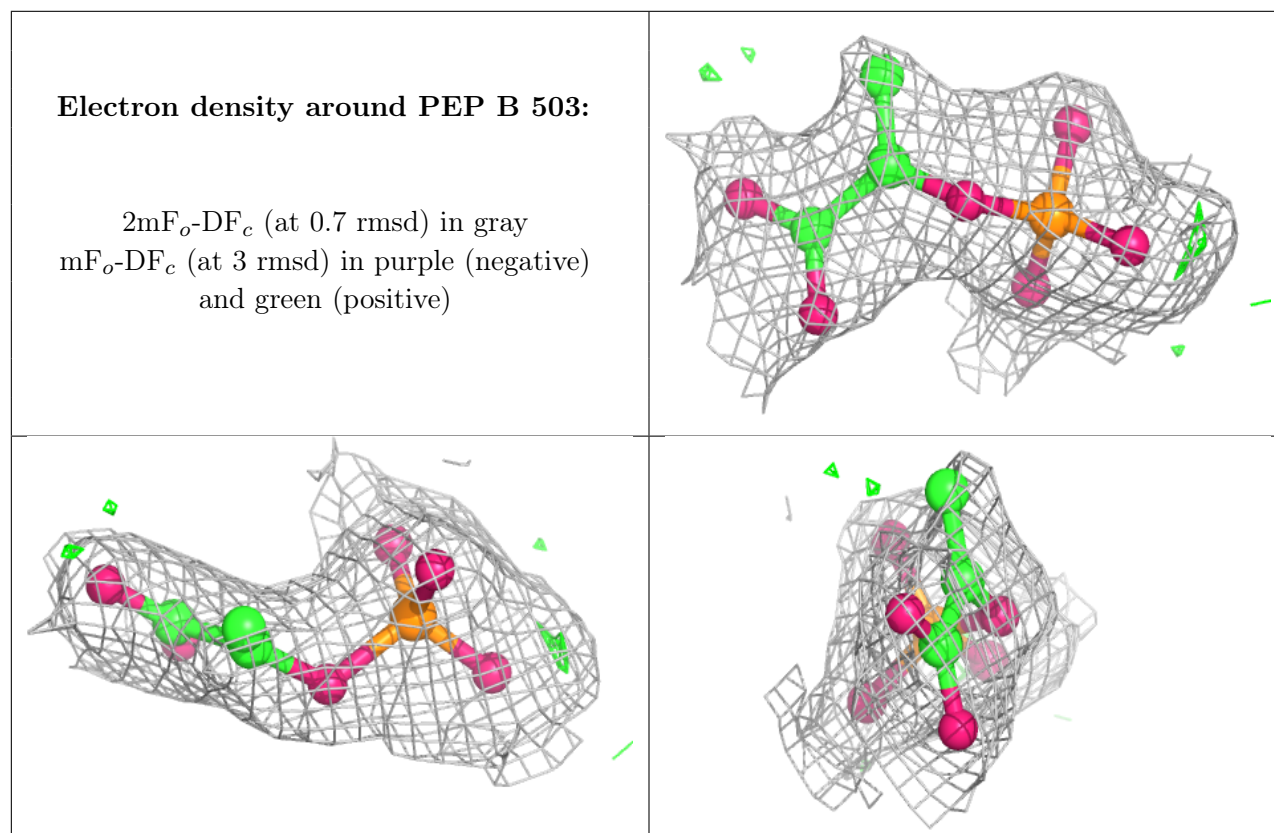 Electron density around PEP B 503:
2mFo-DFc (at 0.7 rmsd) in gray
mFo-DFc (at 3 rmsd) in purple (negative)
and green (positive)